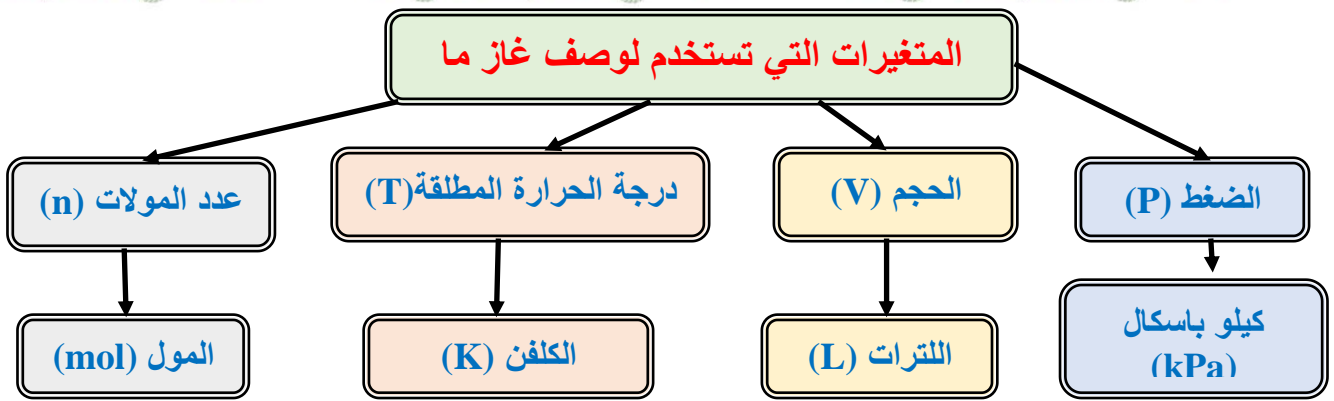 المتغيرات التي تستخدم لوصف غاز ما
الضغط (P)
الحجم (V)
درجة الحرارة المطلقة(T)
عدد المولات (n)
كيلو باسكال
(kPa)
اللترات (L)
الكلفن (K)
المول (mol)